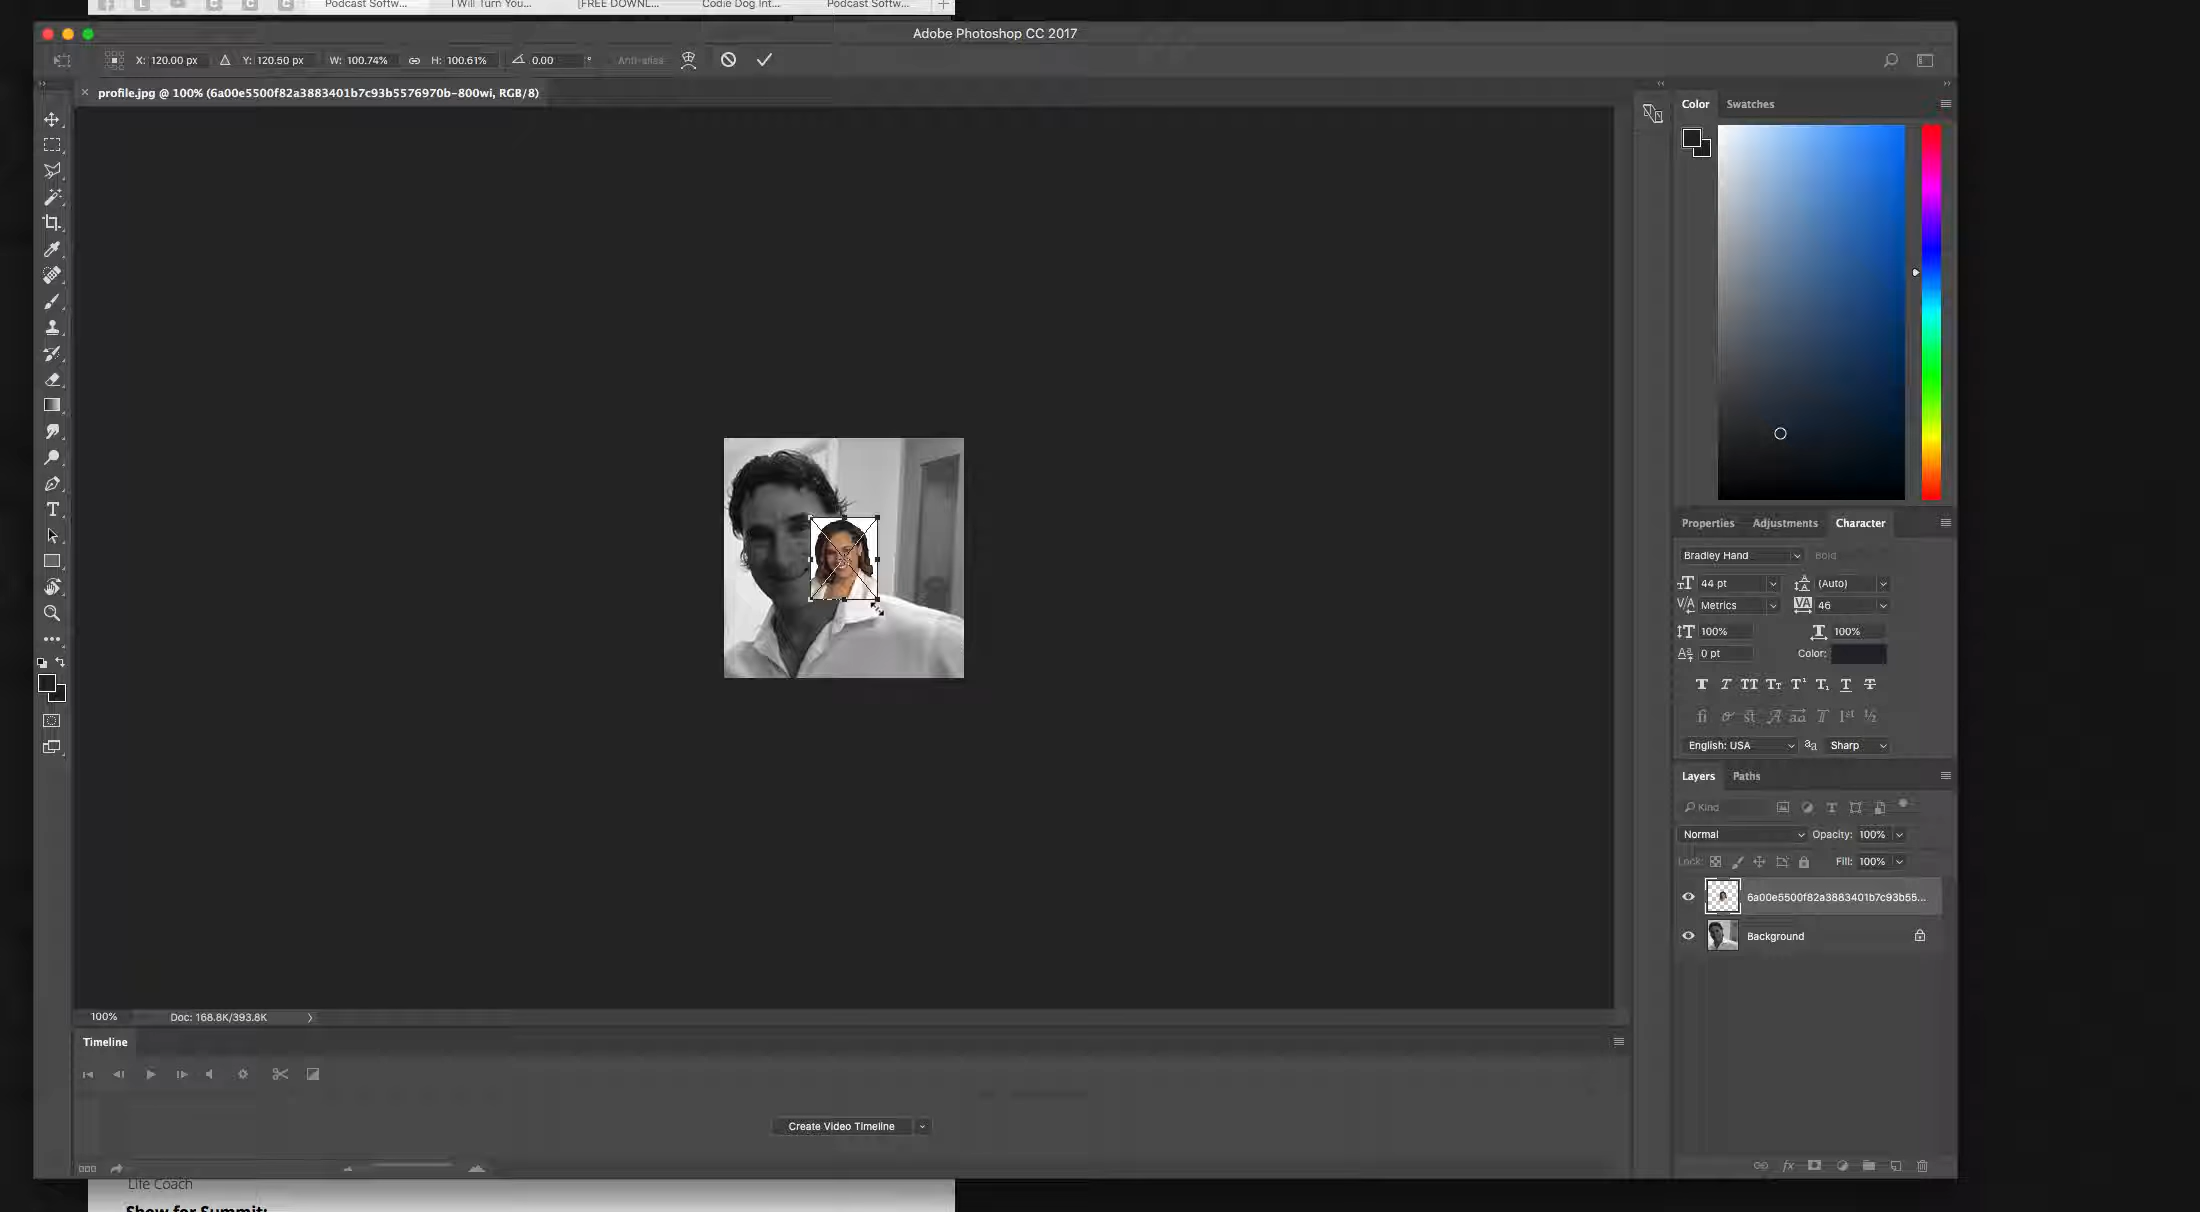 Podcast Softw...
I Will Turn You...
[FREE DOWNL...
Codie Dog Int...
Podcast Softw...
Adobe Photoshop CC 2017
X: 120.00 px
Y: 120.50 px
W: 100.74%
H: 100.61%
0.00 °
Anti-alias
profile.jpg @ 100% (6a00e5500f82a3883401b7c93b5576970b-800wi, RGB/8)
Color
Swatches
Properties
Adjustments
Character
Bradley Hand
Bold
44 pt
(Auto)
Metrics
46
100%
100%
0 pt
Color:
English: USA
Sharp
Layers
Paths
Kind
Normal
Opacity: 100%
Lock:
Fill: 100%
6a00e5500f82a3883401b7c93b55...
Background
100%
Doc: 168.8K/393.8K
Timeline
Create Video Timeline
Life Coach
Show for Summit: